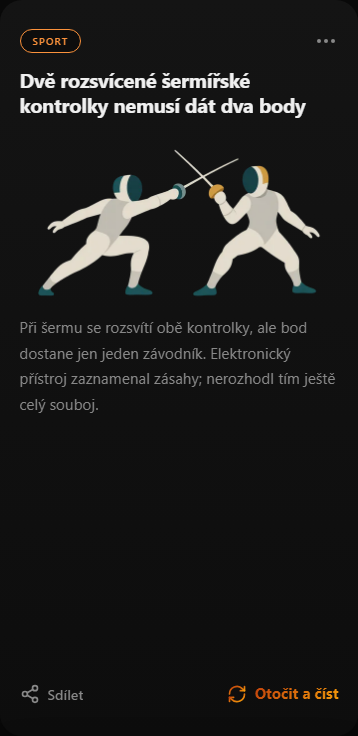 SPORT
Dvě rozsvícené šermířské
kontrolky nemusí dát dva body
Při šermu se rozsvítí obě kontrolky, ale bod
dostane jen jeden závodník. Elektronický
přístroj zaznamenal zásahy; nerozhodl tím ještě
celý souboj.
Sdílet
Otočit a číst